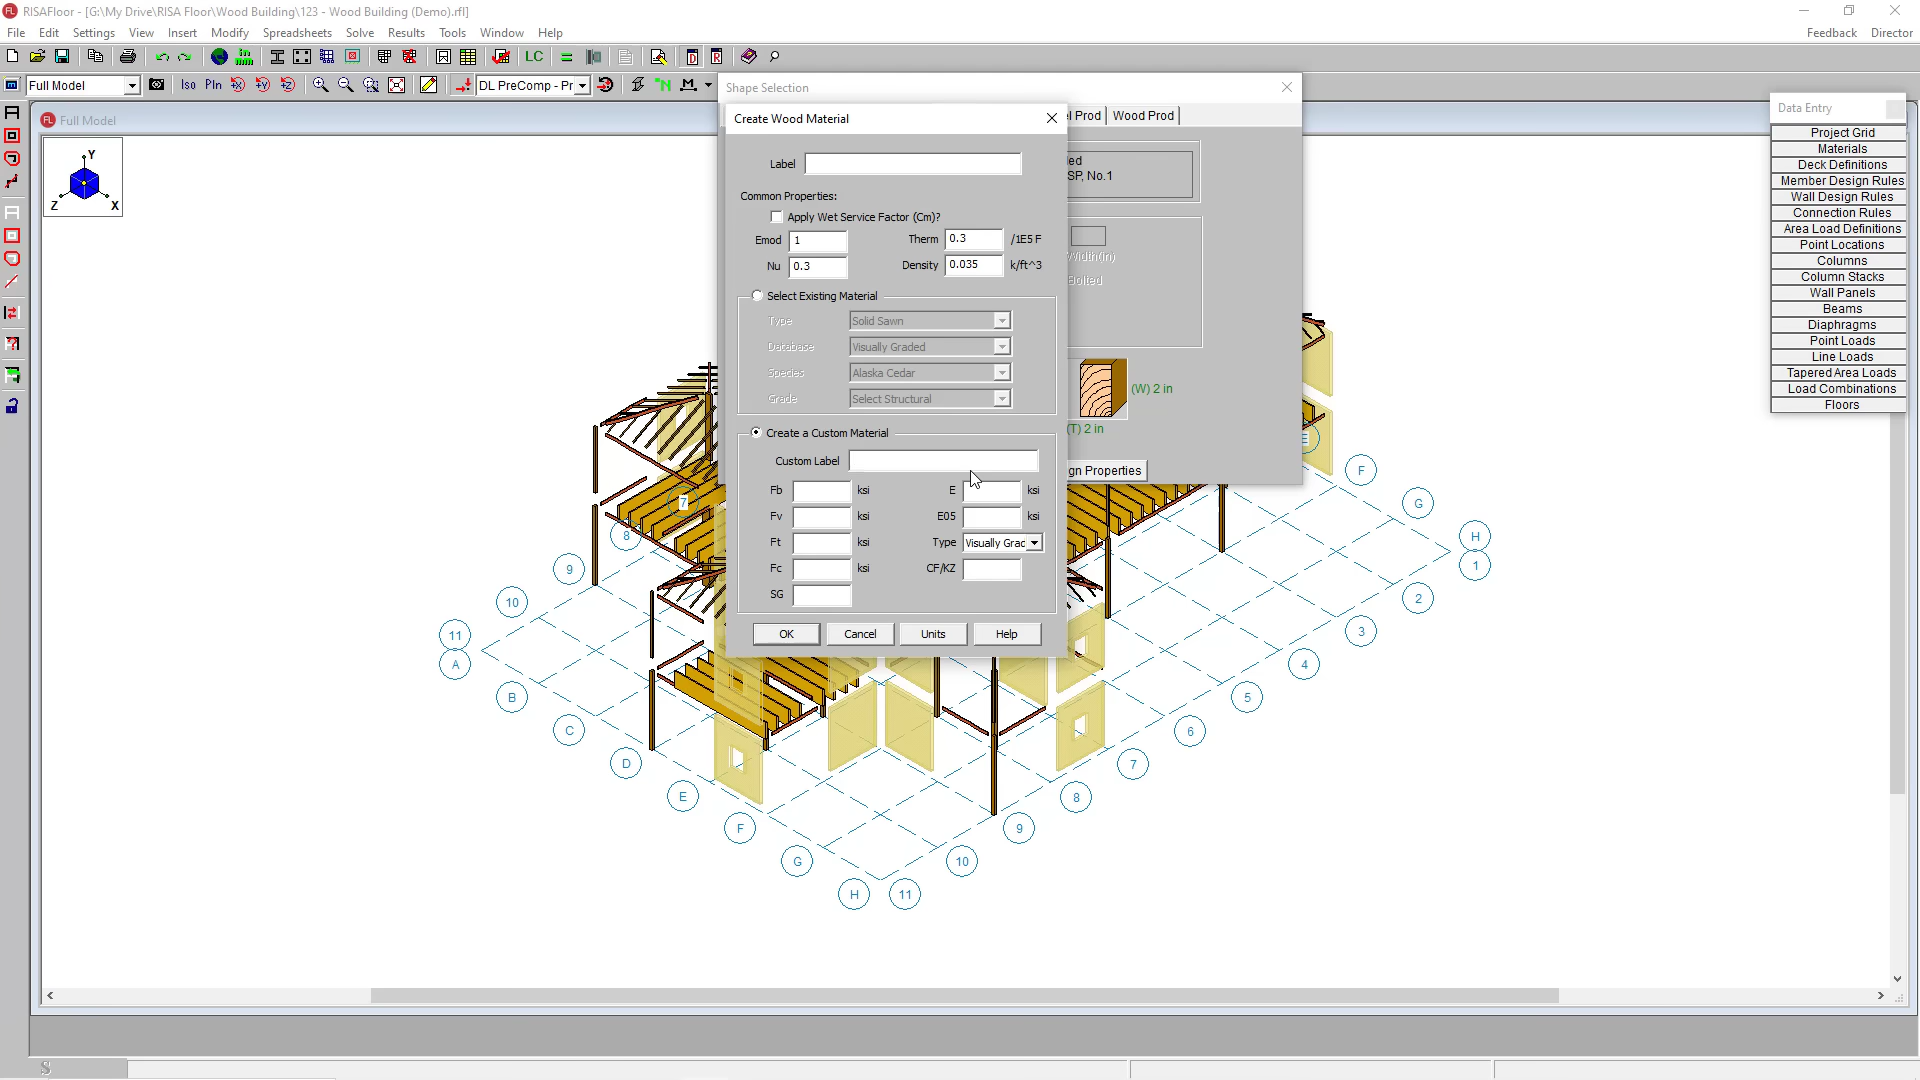 RISAFloor - [G:\My Drive\RISA Floor\Wood Building\123 - Wood Building (Demo).rfl]
File Edit Settings View Insert Modify Spreadsheets Solve Results Tools Window Help Feedback Director
LC D R
Full Model Iso Pln DL PreComp - Pr
Full Model
Y
Z X
Shape Selection
Wood Prod
SP, No.1
(W) 2 in
(T) 2 in
gn Properties
Create Wood Material
Label
Common Properties:
Apply Wet Service Factor (Cm)?
Emod 1 Therm 0.3 /1E5 F
Nu 0.3 Density 0.035 k/ft^3
Select Existing Material
Type Solid Sawn
Database Visually Graded
Species Alaska Cedar
Grade Select Structural
Create a Custom Material
Custom Label
Fb ksi E ksi
Fv ksi E05 ksi
Ft ksi Type Visually Grac
Fc ksi CF/KZ
SG
OK Cancel Units Help
Data Entry
Project Grid
Materials
Deck Definitions
Member Design Rules
Wall Design Rules
Connection Rules
Area Load Definitions
Point Locations
Columns
Column Stacks
Wall Panels
Beams
Diaphragms
Point Loads
Line Loads
Tapered Area Loads
Load Combinations
Floors
E
F
G
H
1
2
3
4
5
6
7
8
9
10
11
7
8
9
10
11
A
B
C
D
E
F
G
H
S